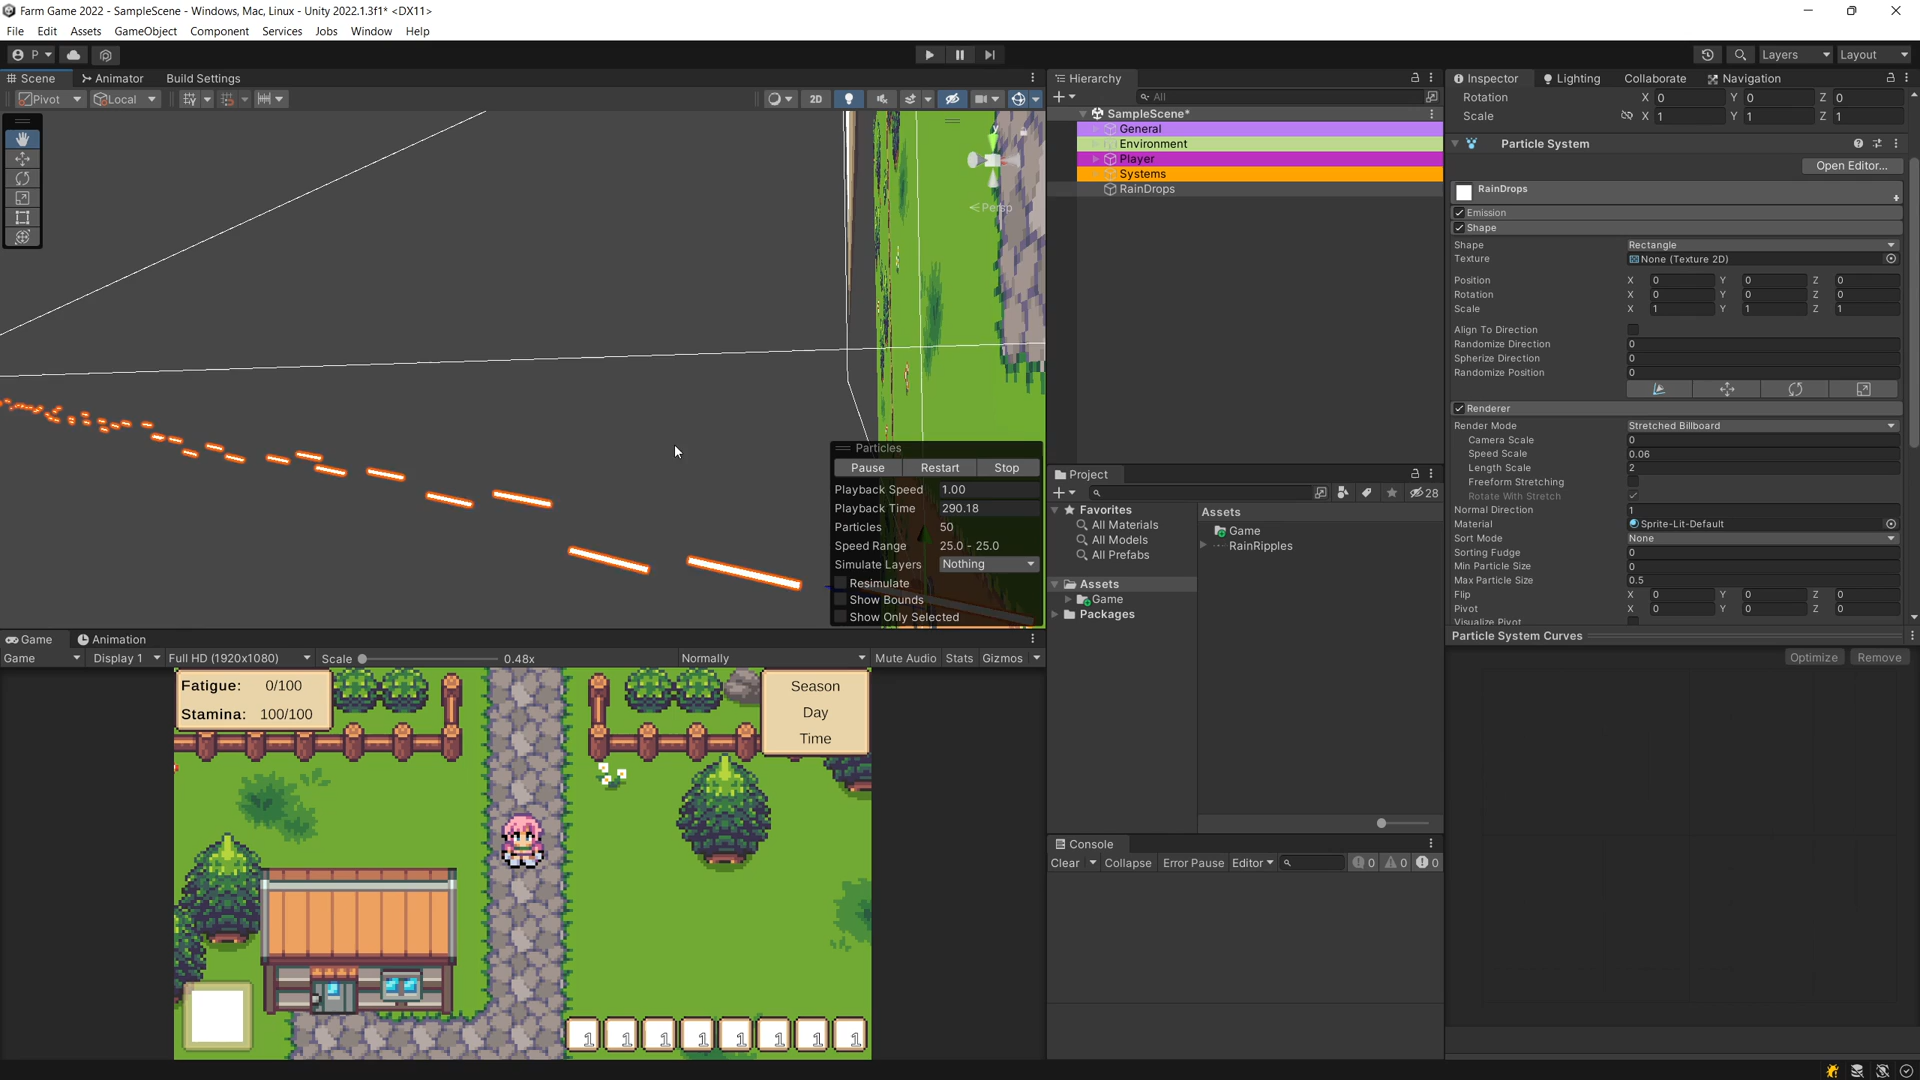 Farm Game 2022 - SampleScene - Windows, Mac, Linux - Unity 2022.1.3f1* <DX11>
File Edit Assets GameObject Component Services Jobs Window Help
P Layers Layout
Scene Animator Build Settings
Pivot Local 2D
y
Persp
Particles
Pause Restart Stop
Playback Speed 1.00
Playback Time 290.18
Particles 50
Speed Range 25.0 - 25.0
Simulate Layers Nothing
Resimulate
Show Bounds
Show Only Selected
Game Animation
Game Display 1 Full HD (1920x1080) Scale 0.48x Normally Mute Audio Stats Gizmos
Fatigue: 0/100
Stamina: 100/100
Season
Day
Time
1 1 1 1 1 1 1 1
Hierarchy
All
SampleScene*
General
Environment
Player
Systems
RainDrops
Project
28
Favorites
All Materials
All Models
All Prefabs
Assets
Game
Packages
Assets
Game
RainRipples
Console
Clear Collapse Error Pause Editor 0 0 0
Inspector Lighting Collaborate Navigation
Rotation X 0 Y 0 Z 0
Scale X 1 Y 1 Z 1
Particle System
Open Editor...
RainDrops
Emission
Shape
Shape Rectangle
Texture None (Texture 2D)
Position X 0 Y 0 Z 0
Rotation X 0 Y 0 Z 0
Scale X 1 Y 1 Z 1
Align To Direction
Randomize Direction 0
Spherize Direction 0
Randomize Position 0
Renderer
Render Mode Stretched Billboard
Camera Scale 0
Speed Scale 0.06
Length Scale 2
Freeform Stretching
Rotate With Stretch
Normal Direction 1
Material Sprite-Lit-Default
Sort Mode None
Sorting Fudge 0
Min Particle Size 0
Max Particle Size 0.5
Flip X 0 Y 0 Z 0
Pivot X 0 Y 0 Z 0
Visualize Pivot
Particle System Curves
Optimize Remove